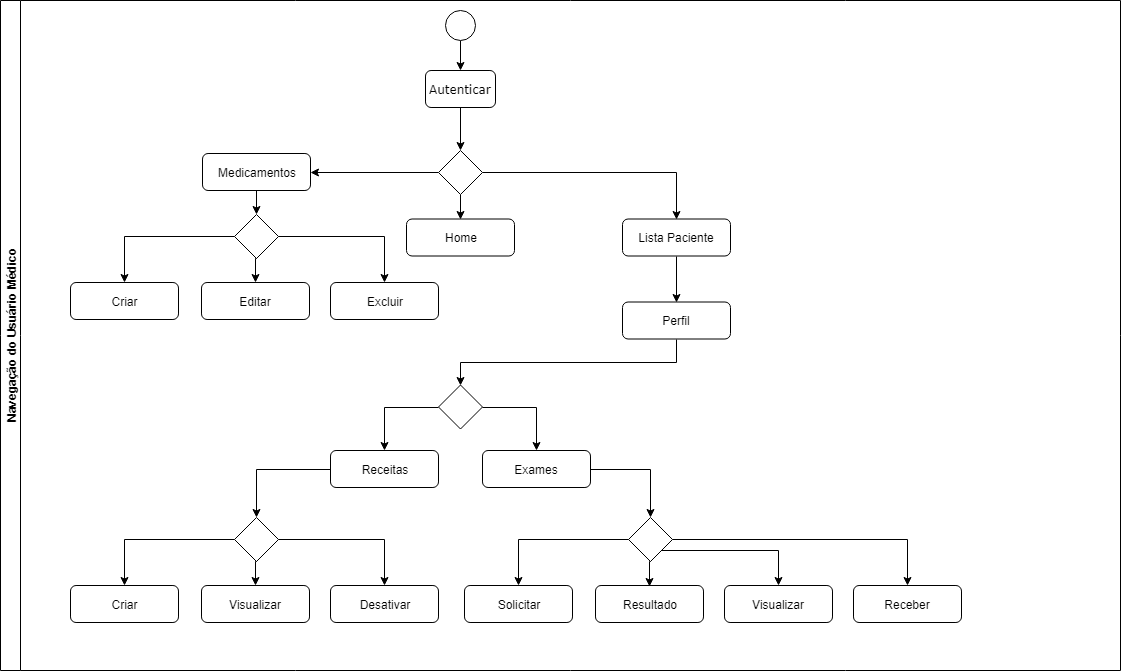 Navegação do Usuário Médico
Autenticar
Medicamentos
Home
Lista Paciente
Criar
Editar
Excluir
Perfil
Receitas
Exames
Criar
Visualizar
Desativar
Solicitar
Resultado
Visualizar
Receber